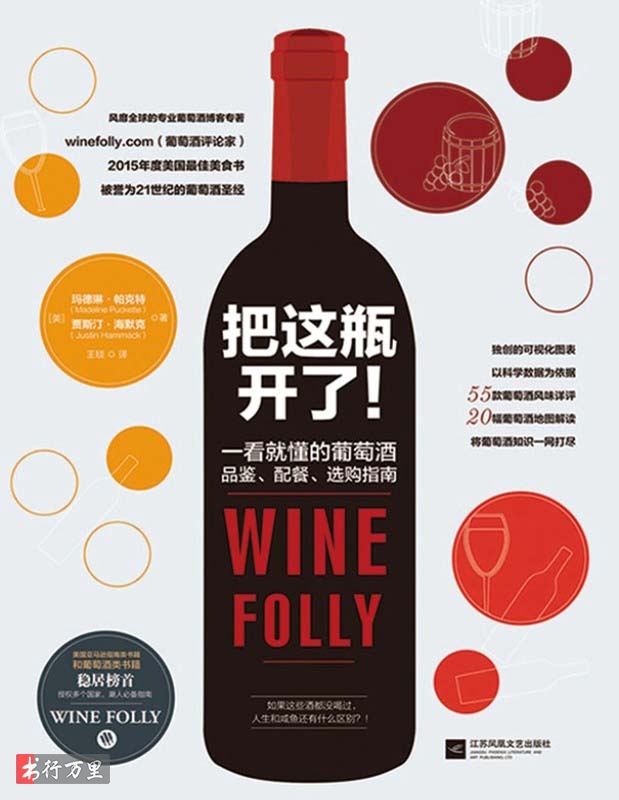 风靡全球的专业葡萄酒博客专著
winefolly.com（葡萄酒评论家）
2015年度美国最佳美食书
被誉为21世纪的葡萄酒圣经
[美]
玛德琳·帕克特
（Madeline Puckette）
贾斯汀·海默克
（Justin Hammack）
◎著
王琰 ◎ 译
把这瓶
开了！
一看就懂的葡萄酒
品鉴、配餐、选购指南
WINE
FOLLY
如果这些酒都没喝过，
人生和咸鱼还有什么区别？！
独创的可视化图表
以科学数据为依据
55款葡萄酒风味详评
20幅葡萄酒地图解读
将葡萄酒知识一网打尽
美国亚马逊指南类书籍
和葡萄酒类书籍
稳居榜首
授权多个国家、潮人必备指南
WINE FOLLY
江苏凤凰文艺出版社
JIANGSU PHOENIX LITERATURE AND
ART PUBLISHING, LTD
书行万里